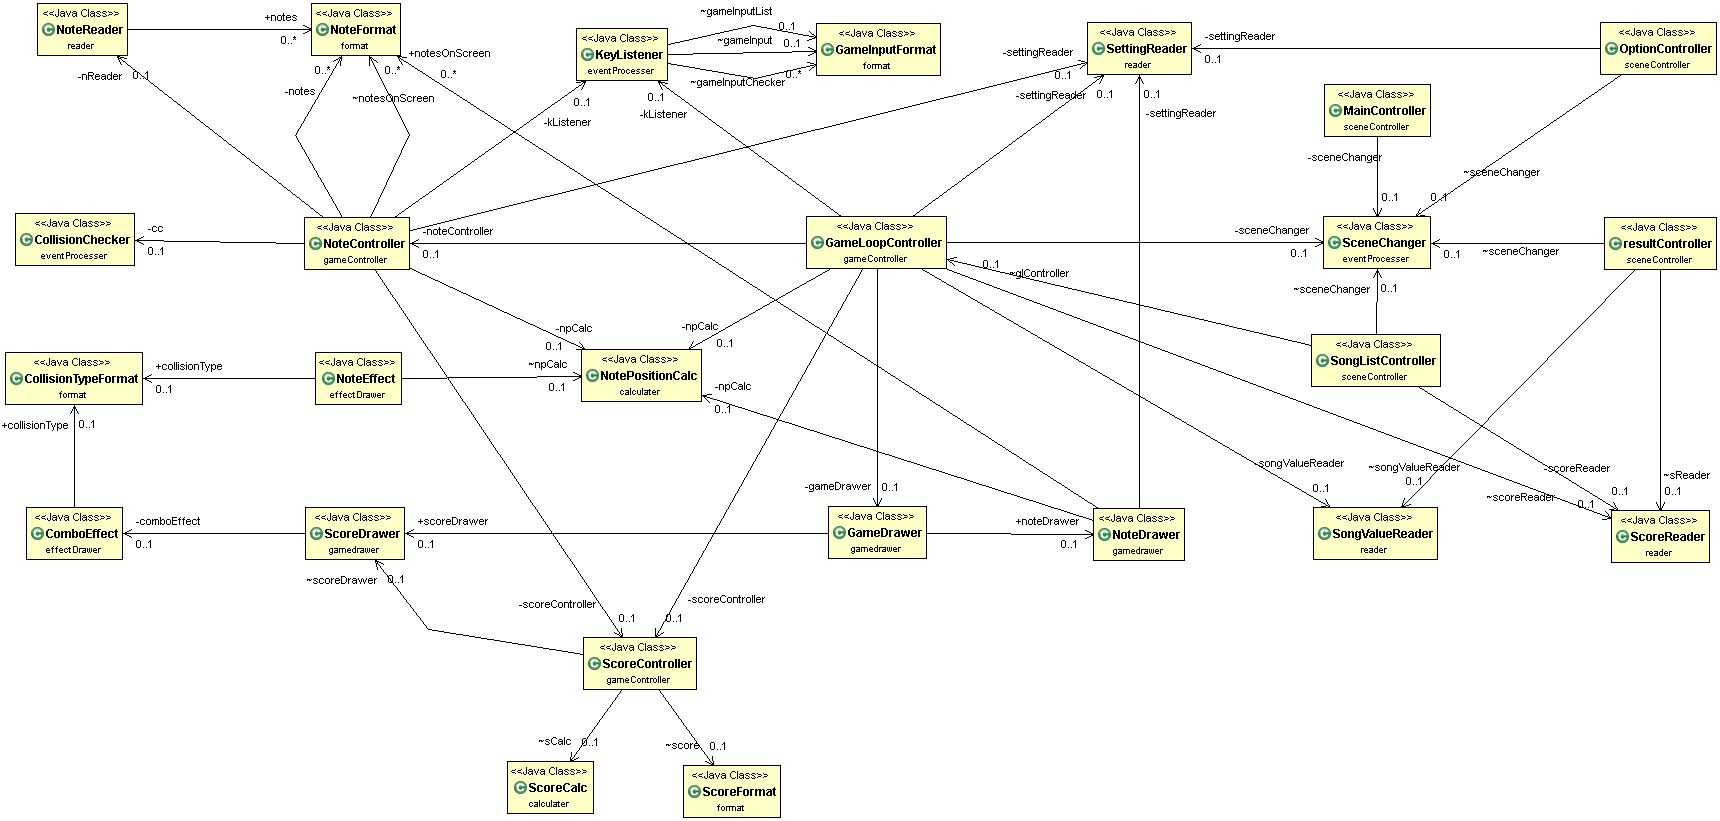 <<Java Class>>
NoteReader
reader
+notes
0..*
<<Java Class>>
NoteFormat
format
+notesOnScreen
0..*
-nReader
0..1
0..*
0..*
-notes
~notesOnScreen
<<Java Class>>
KeyListener
eventProcesser
~gameInputList
0..1
~gameInput
0..1
0..*
~gameInputChecker
<<Java Class>>
GameInputFormat
format
0..1
-kListener
0..1
-kListener
<<Java Class>>
SettingReader
reader
-settingReader
0..1
-settingReader
0..1
0..1
-settingReader
-settingReader
0..1
<<Java Class>>
OptionController
sceneController
<<Java Class>>
MainController
sceneController
-sceneChanger
0..1
~sceneChanger
0..1
<<Java Class>>
CollisionChecker
eventProcesser
-cc
0..1
<<Java Class>>
NoteController
gameController
-noteController
0..1
<<Java Class>>
GameLoopController
gameController
0..1
~glController
-sceneChanger
0..1
<<Java Class>>
SceneChanger
eventProcesser
~sceneChanger
0..1
<<Java Class>>
resultController
sceneController
~sceneChanger
0..1
-npCalc
0..1
-npCalc
0..1
<<Java Class>>
CollisionTypeFormat
format
+collisionType
0..1
<<Java Class>>
NoteEffect
effectDrawer
~npCalc
0..1
<<Java Class>>
NotePositionCalc
calculater
-npCalc
0..1
<<Java Class>>
SongListController
sceneController
+collisionType
0..1
-gameDrawer
0..1
-songValueReader
0..1
~songValueReader
0..1
-scoreReader
0..1
~scoreReader
0..1
~sReader
0..1
<<Java Class>>
ComboEffect
effectDrawer
-comboEffect
0..1
<<Java Class>>
ScoreDrawer
gamedrawer
+scoreDrawer
0..1
<<Java Class>>
GameDrawer
gamedrawer
+noteDrawer
0..1
<<Java Class>>
NoteDrawer
gamedrawer
<<Java Class>>
SongValueReader
reader
<<Java Class>>
ScoreReader
reader
~scoreDrawer
0..1
-scoreController
0..1
-scoreController
0..1
<<Java Class>>
ScoreController
gameController
~sCalc
0..1
~score
0..1
<<Java Class>>
ScoreCalc
calculater
<<Java Class>>
ScoreFormat
format